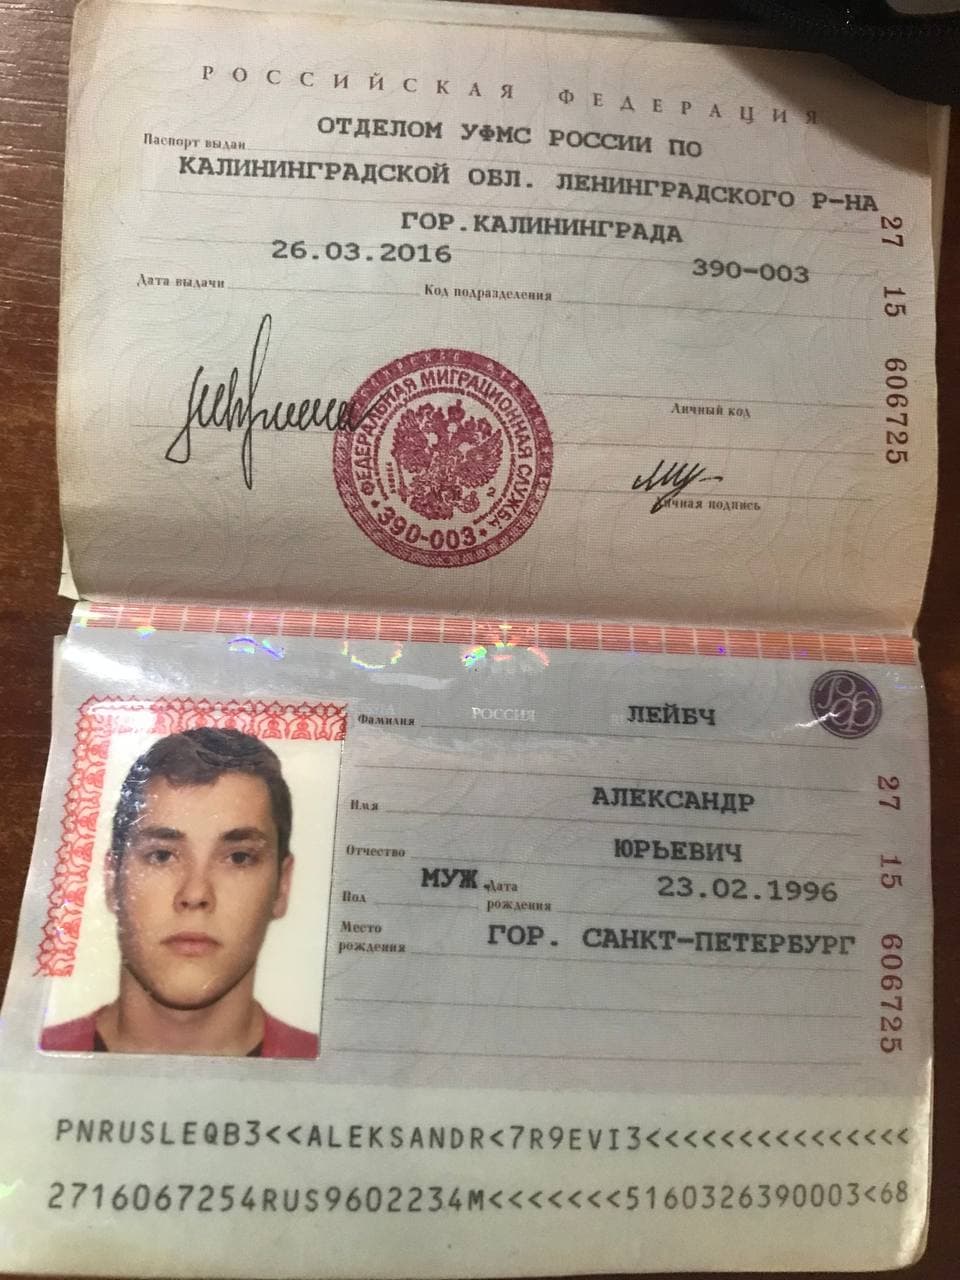 РОССИЙСКАЯ ФЕДЕРАЦИЯ
Паспорт выдан ОТДЕЛОМ УФМС РОССИИ ПО
КАЛИНИНГРАДСКОЙ ОБЛ. ЛЕНИНГРАДСКОГО Р-НА
ГОР.КАЛИНИНГРАДА
26.03.2016 390-003
Дата выдачи Код подразделения
27 15 606725
ФЕДЕРАЛЬНАЯ МИГРАЦИОННАЯ СЛУЖБА
390-003
Личный код
Личная подпись
РОССИЯ
РФ
Фамилия ЛЕЙБЧ
Имя АЛЕКСАНДР
Отчество ЮРЬЕВИЧ
Пол МУЖ. Дата рождения 23.02.1996
Место рождения ГОР. САНКТ-ПЕТЕРБУРГ
27 15 606725
PNRUSLEQB3<<ALEKSANDR<7R9EVI3<<<<<<<<<<<<<<<
2716067254RUS9602234M<<<<<<<5160326390003<68